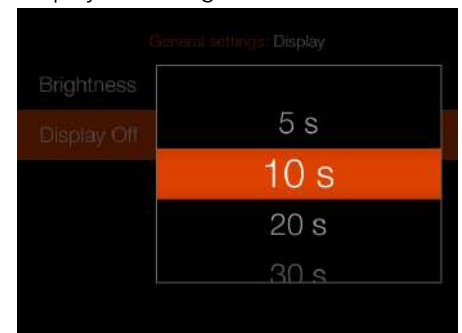 General settings: Display
Brightness
Display Off
5 s
10 s
20 s
30 s